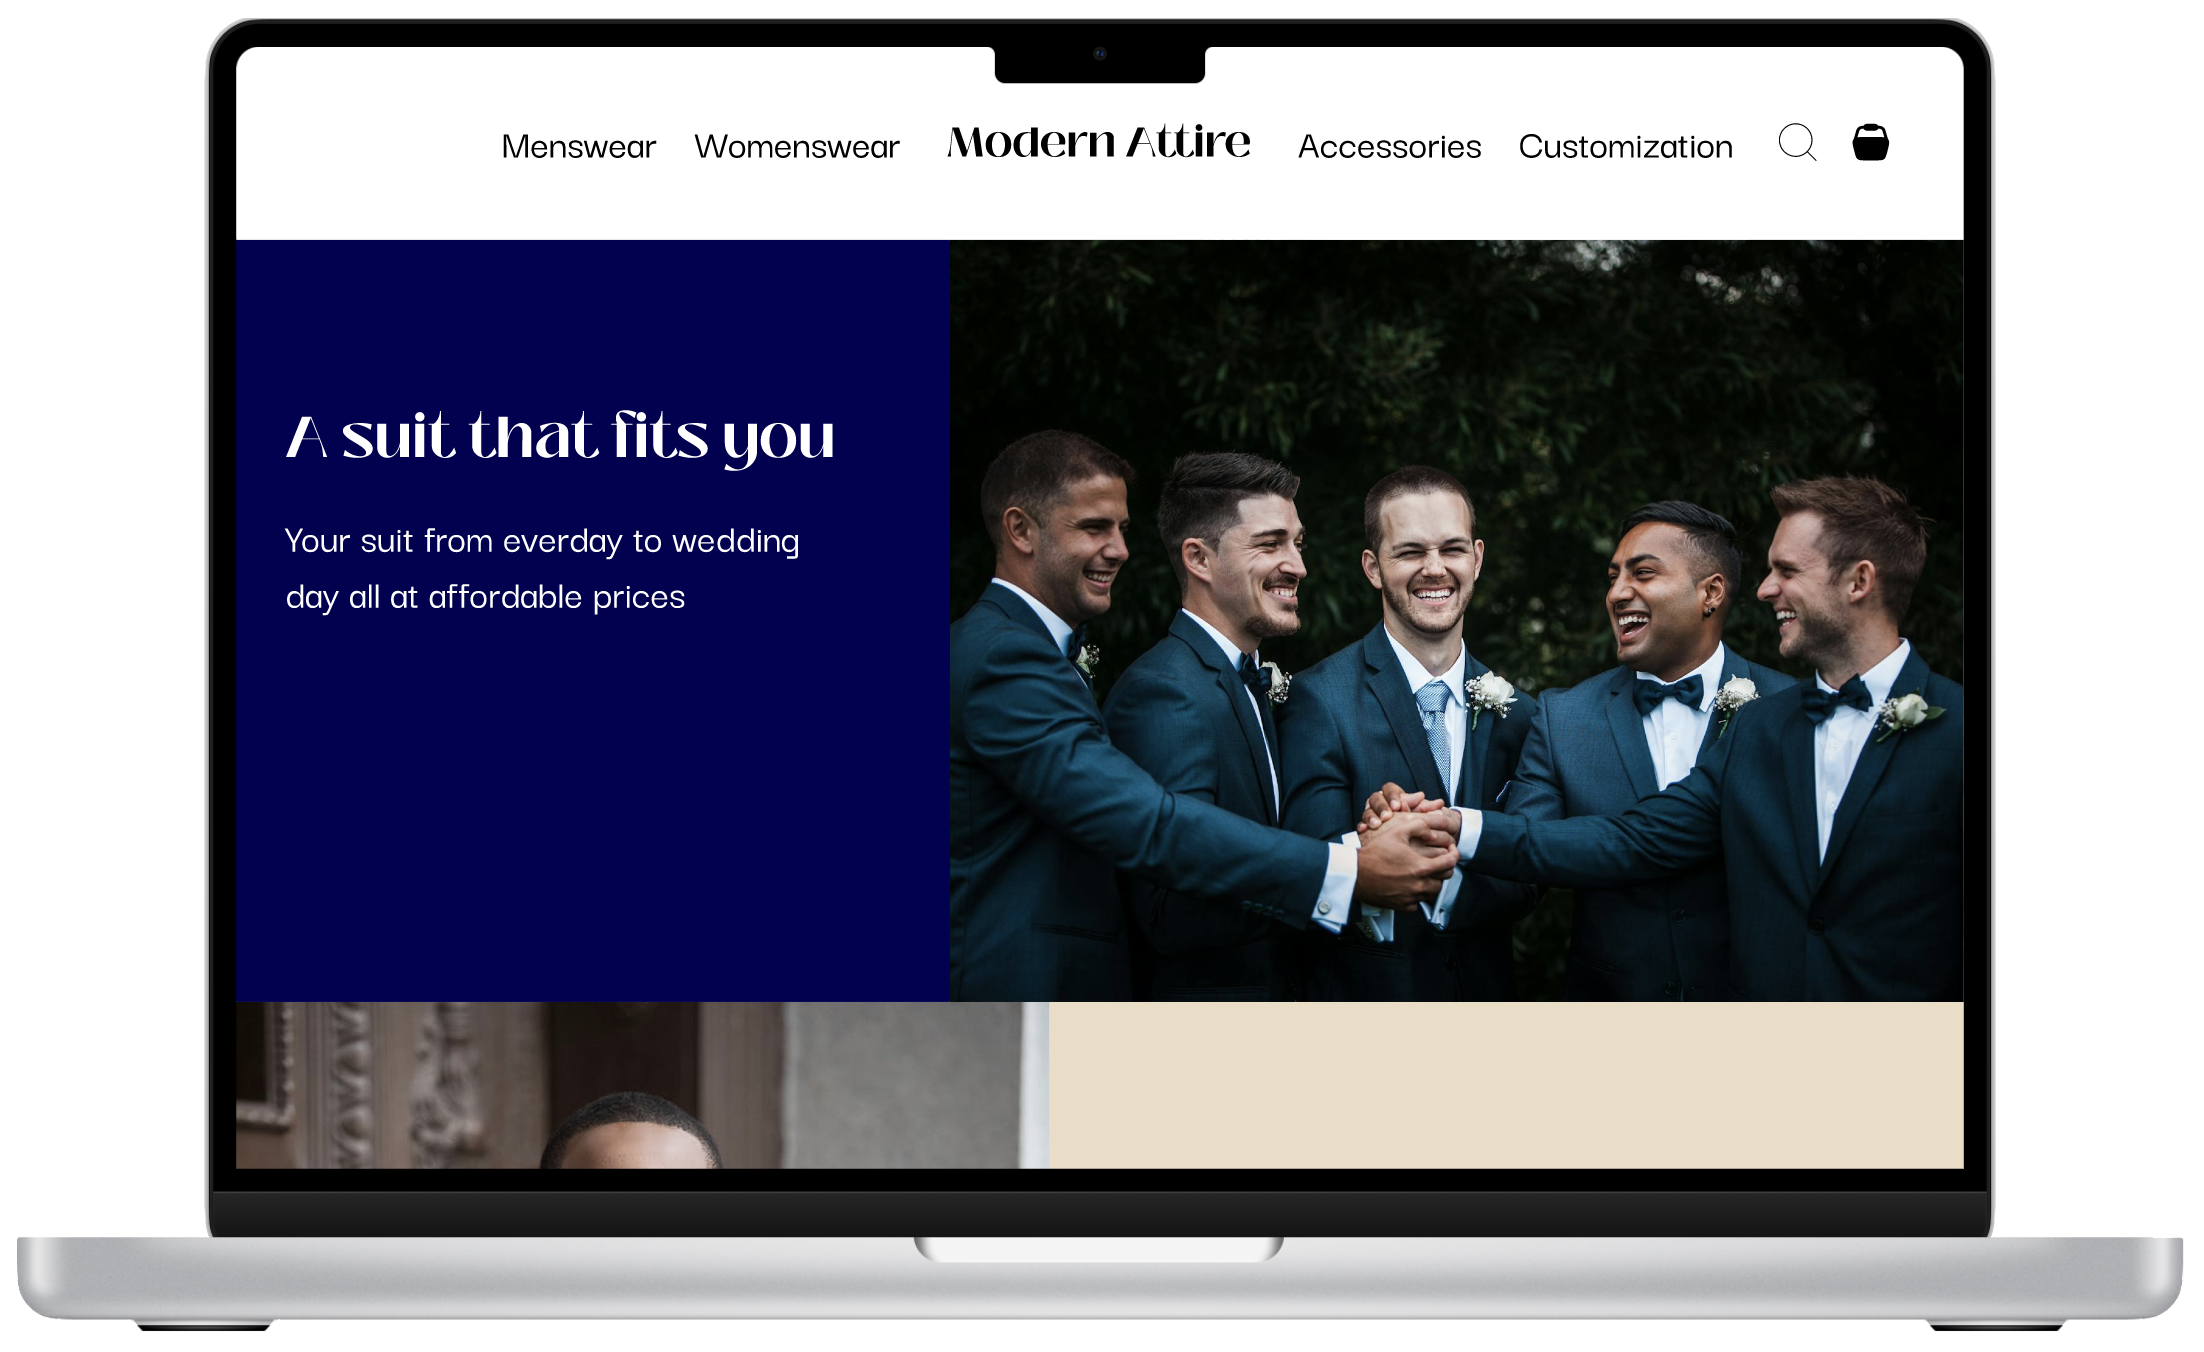 Menswear Womenswear Modern Attire Accessories Customization
A suit that fits you
Your suit from everday to wedding
day all at affordable prices